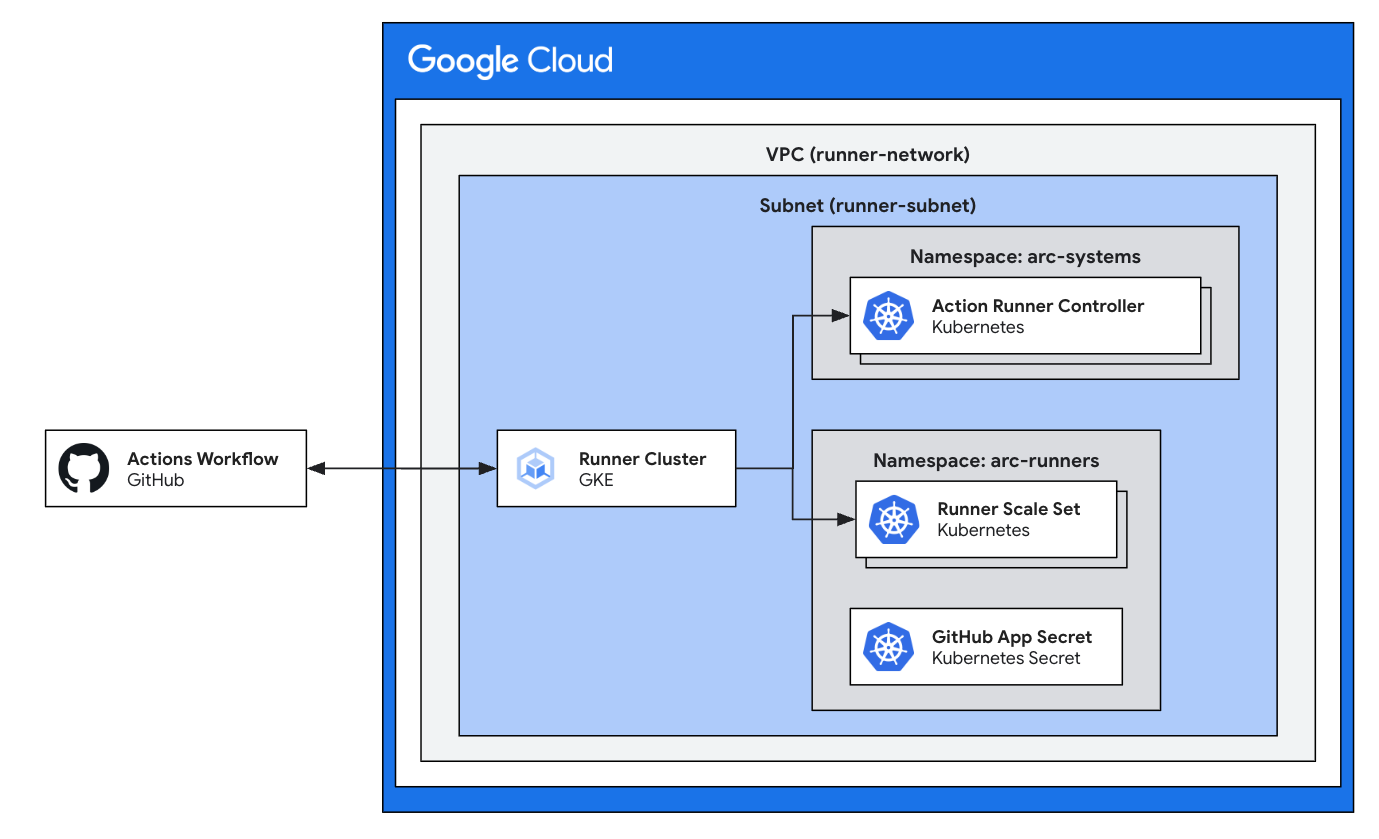 Google Cloud
VPC (runner-network)
Subnet (runner-subnet)
Namespace: arc-systems
Action Runner Controller
Kubernetes
Actions Workflow
GitHub
Runner Cluster
GKE
Namespace: arc-runners
Runner Scale Set
Kubernetes
GitHub App Secret
Kubernetes Secret